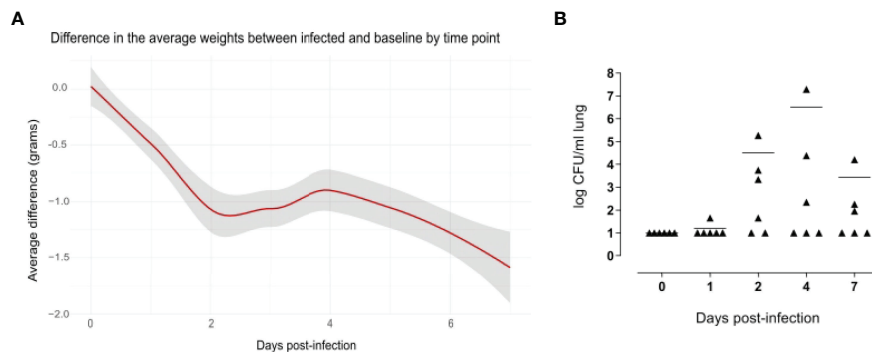 A
Difference in the average weights between infected and baseline by time point
0.0
−0.5
−1.0
−1.5
−2.0
Average difference (grams)
0 2 4 6
Days post-infection
B
8
7
6
5
4
3
2
1
0
log CFU/ml lung
0 1 2 4 7
Days post-infection